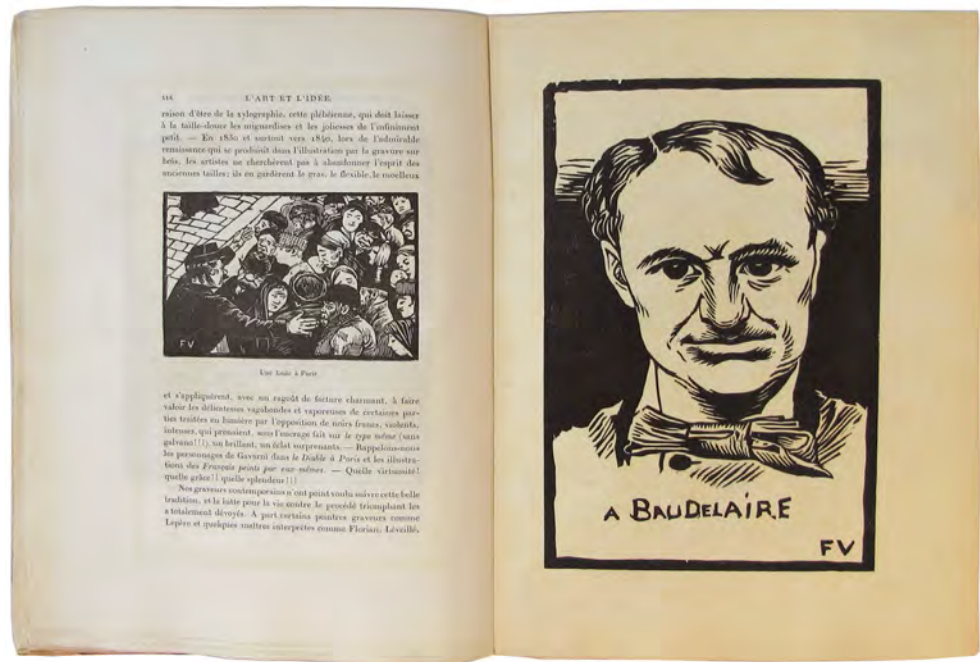 L'ART ET L'IDÉE.
raison d'être de la xylographie, cette plébéienne, qui doit laisser
à la taille-douce les mignardises et les joliesses de l'infiniment
petit. — En 1830 et surtout vers 1840, lors de l'admirable
renaissance qui se produisit dans l'illustration par la gravure sur
bois, les artistes ne cherchèrent pas à abandonner l'esprit des
anciennes tailles; ils en gardèrent le gras, le flexible, le moelleux
FV
Une Rixe à Paris
et s'appliquèrent, avec un ragoût de facture charmant, à faire
valoir les délicatesses vagabondes et vaporeuses de certaines par-
ties traitées en lumière par l'opposition de noirs francs, violents,
intenses, qui prenaient, sous l'encrage fait sur le type même (sans
galvano!!!), un brillant, un éclat surprenants. — Rappelons-nous
les personnages de Gavarni dans le Diable à Paris et les illustra-
tions des Français peints par eux-mêmes. — Quelle virtuosité!
quelle grâce!! quelle splendeur!!!
Nos graveurs contemporains n'ont point voulu suivre cette belle
tradition, et la lutte pour la vie contre le procédé triomphant les
a totalement dévoyés. A part certains peintres graveurs comme
Lepère et quelques maîtres interprètes comme Florian, Léveillé,
A BAUDELAIRE
FV